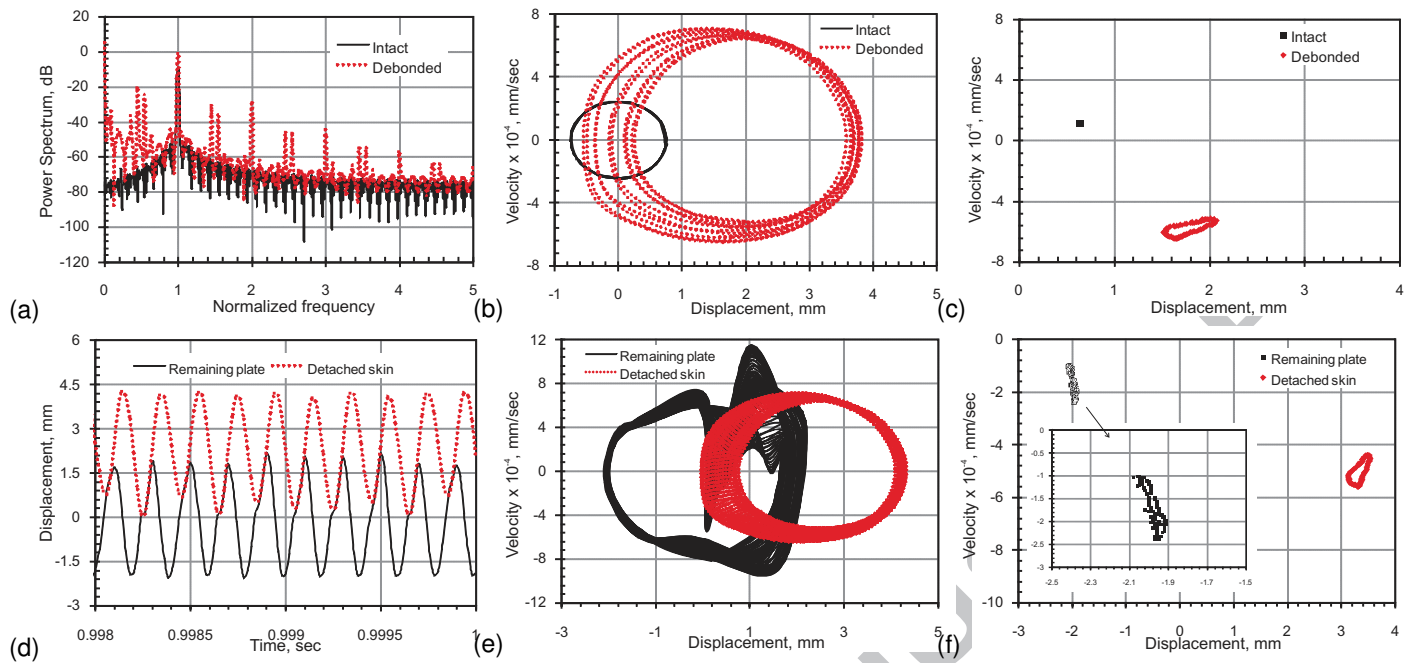 20
0
-20
-40
-60
-80
-100
-120
Power Spectrum, dB
Intact
Debonded
0 1 2 3 4 5
Normalized frequency
(a)
8
4
0
-4
-8
Velocity x 10⁻⁴, mm/sec
Intact
Debonded
-1 0 1 2 3 4 5
Displacement, mm
(b)
8
4
0
-4
-8
Velocity x 10⁻⁴, mm/sec
Intact
Debonded
0 1 2 3 4
Displacement, mm
(c)
6
4.5
3
1.5
0
-1.5
-3
Displacement, mm
Remaining plate Detached skin
0.998 0.9985 0.999 0.9995 1
Time, sec
(d)
12
8
4
0
-4
-8
-12
Velocity x 10⁻⁴, mm/sec
Remaining plate
Detached skin
-3 -1 1 3 5
Displacement, mm
(e)
0
-2
-4
-6
-8
-10
Velocity x 10⁻⁴, mm/sec
Remaining plate
Detached skin
0
-0.5
-1
-1.5
-2
-2.5
-3
-2.5 -2.3 -2.1 -1.9 -1.7 -1.5
-3 -2 -1 0 1 2 3 4
Displacement, mm
(f)